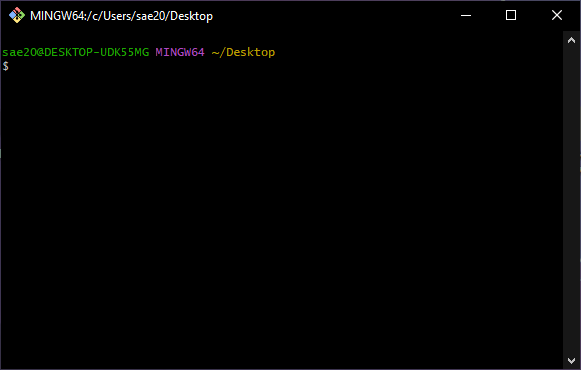 MINGW64:/c/Users/sae20/Desktop
sae20@DESKTOP-UDK55MG MINGW64 ~/Desktop
$